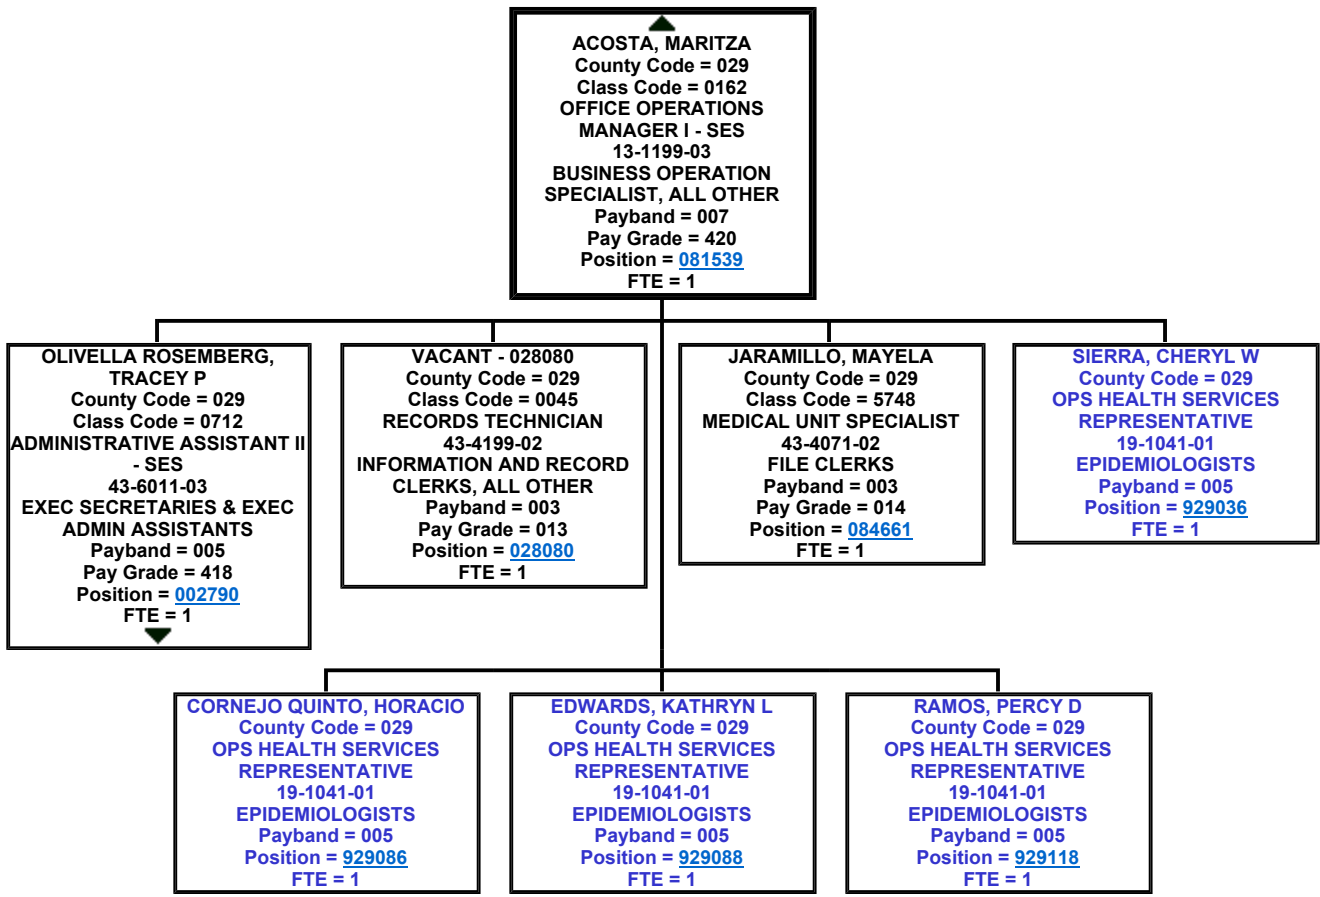 ACOSTA, MARITZA
County Code = 029
Class Code = 0162
OFFICE OPERATIONS
MANAGER I - SES
13-1199-03
BUSINESS OPERATION
SPECIALIST, ALL OTHER
Payband = 007
Pay Grade = 420
Position = 081539
FTE = 1
OLIVELLA ROSEMBERG,
TRACEY P
County Code = 029
Class Code = 0712
ADMINISTRATIVE ASSISTANT II
- SES
43-6011-03
EXEC SECRETARIES & EXEC
ADMIN ASSISTANTS
Payband = 005
Pay Grade = 418
Position = 002790
FTE = 1
VACANT - 028080
County Code = 029
Class Code = 0045
RECORDS TECHNICIAN
43-4199-02
INFORMATION AND RECORD
CLERKS, ALL OTHER
Payband = 003
Pay Grade = 013
Position = 028080
FTE = 1
JARAMILLO, MAYELA
County Code = 029
Class Code = 5748
MEDICAL UNIT SPECIALIST
43-4071-02
FILE CLERKS
Payband = 003
Pay Grade = 014
Position = 084661
FTE = 1
SIERRA, CHERYL W
County Code = 029
OPS HEALTH SERVICES
REPRESENTATIVE
19-1041-01
EPIDEMIOLOGISTS
Payband = 005
Position = 929036
FTE = 1
CORNEJO QUINTO, HORACIO
County Code = 029
OPS HEALTH SERVICES
REPRESENTATIVE
19-1041-01
EPIDEMIOLOGISTS
Payband = 005
Position = 929086
FTE = 1
EDWARDS, KATHRYN L
County Code = 029
OPS HEALTH SERVICES
REPRESENTATIVE
19-1041-01
EPIDEMIOLOGISTS
Payband = 005
Position = 929088
FTE = 1
RAMOS, PERCY D
County Code = 029
OPS HEALTH SERVICES
REPRESENTATIVE
19-1041-01
EPIDEMIOLOGISTS
Payband = 005
Position = 929118
FTE = 1